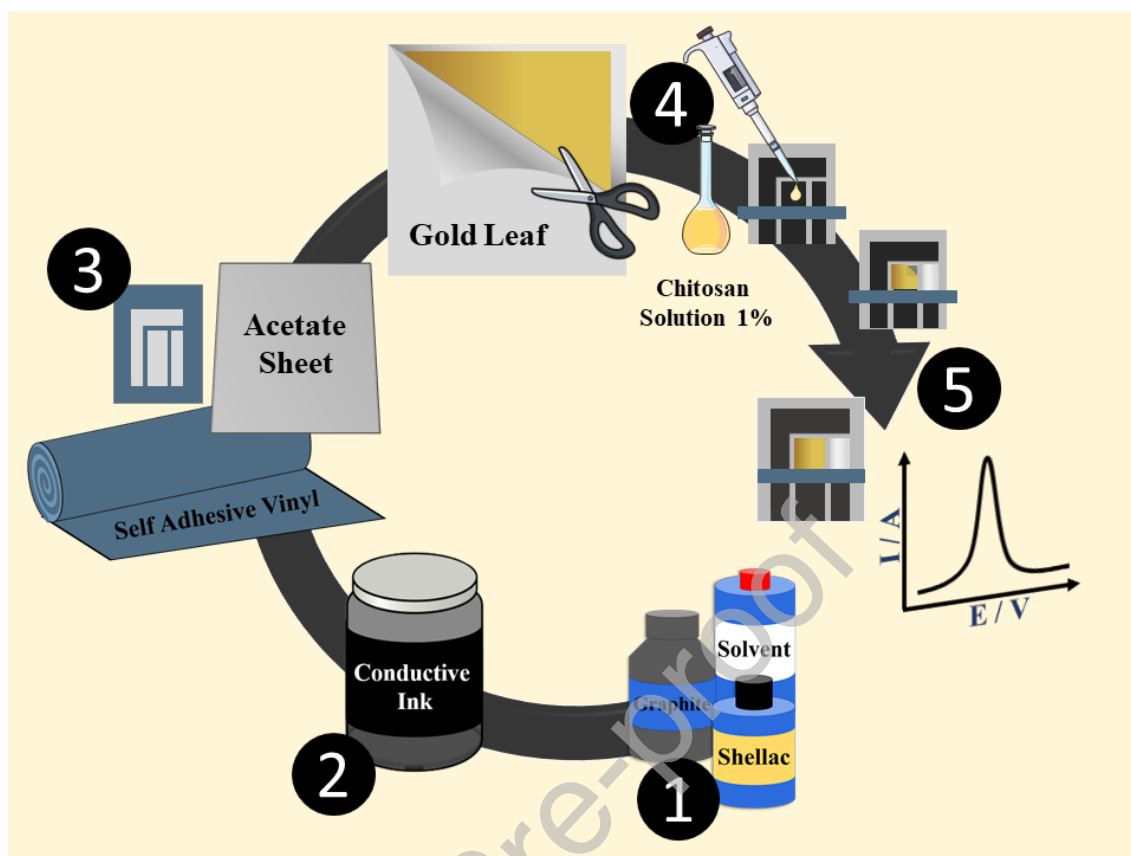 1
Graphite
Solvent
Shellac
2
Conductive
Ink
3
Acetate
Sheet
Self Adhesive Vinyl
Gold Leaf
4
Chitosan
Solution 1%
5
I / A
E / V
re-proof